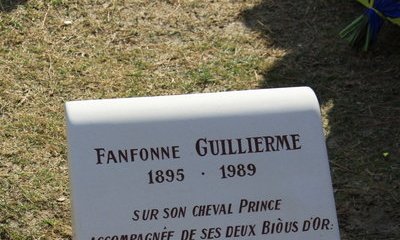 FANFONNE GUILLIERME
1895 · 1989
SUR SON CHEVAL PRINCE
ACCOMPAGNÉE DE SES DEUX BIÒUS D'OR: